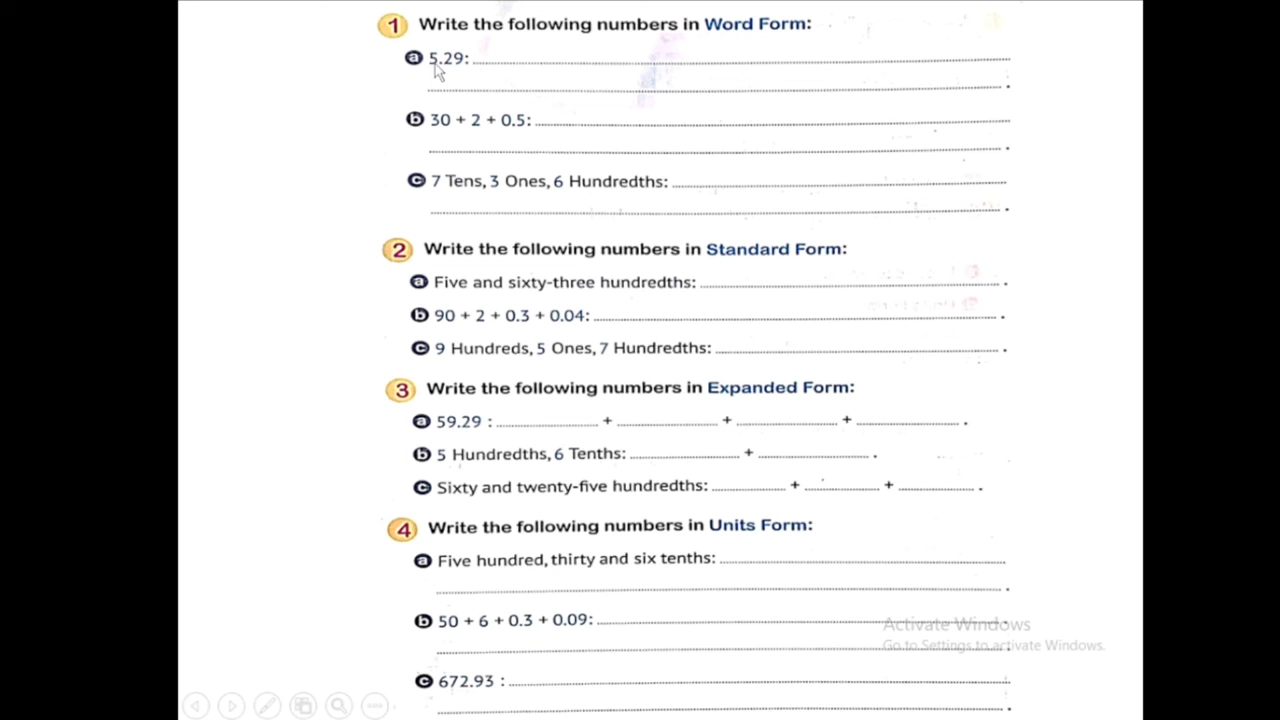 1 Write the following numbers in Word Form:
a 5.29:
.
b 30 + 2 + 0.5:
.
c 7 Tens, 3 Ones, 6 Hundredths:
.
2 Write the following numbers in Standard Form:
a Five and sixty-three hundredths: .
b 90 + 2 + 0.3 + 0.04: .
c 9 Hundreds, 5 Ones, 7 Hundredths: .
3 Write the following numbers in Expanded Form:
a 59.29 : + + + .
b 5 Hundredths, 6 Tenths: + .
c Sixty and twenty-five hundredths: + + .
4 Write the following numbers in Units Form:
a Five hundred, thirty and six tenths:
.
b 50 + 6 + 0.3 + 0.09: .
.
c 672.93 :
.
Activate Windows
Go to Settings to activate Windows.